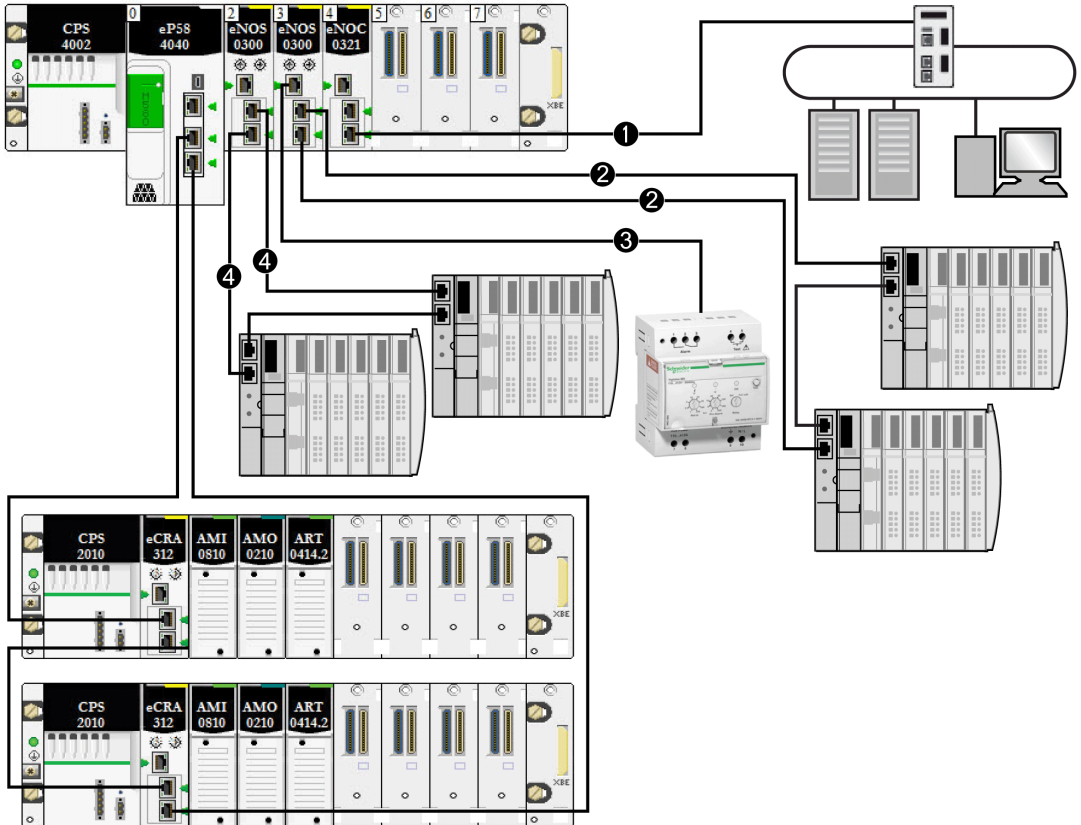 0 2 3 4 5 6 7
CPS
4002
eP58
4040
eNOS
0300
eNOS
0300
eNOC
0321
XBE
1
2
2
3
4
4
Schneider
CPS
2010
eCRA
312
AMI
0810
AMO
0210
ART
0414.2
XBE
CPS
2010
eCRA
312
AMI
0810
AMO
0210
ART
0414.2
XBE